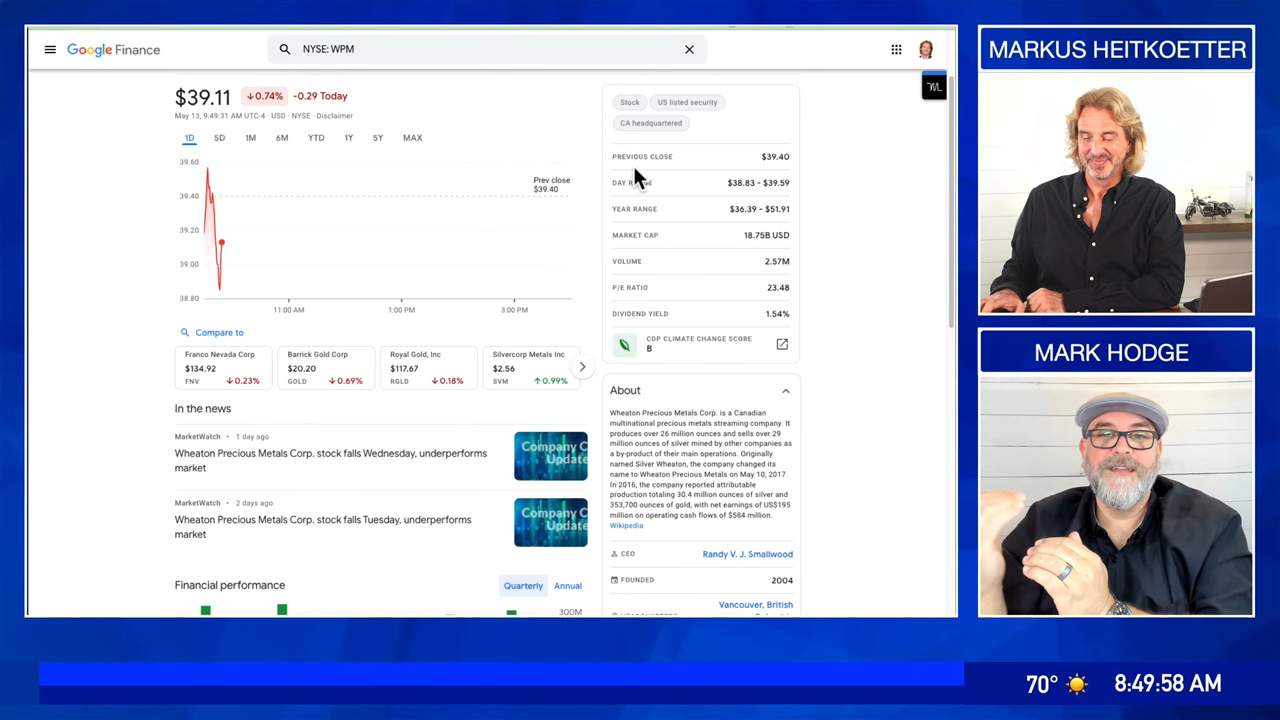 Google Finance
NYSE: WPM
$39.11 ↓0.74% -0.29 Today
May 13, 9:49:31 AM UTC-4 · USD · NYSE · Disclaimer
1D 5D 1M 6M YTD 1Y 5Y MAX
39.60
39.40
39.20
39.00
38.80
Prev close
$39.40
11:00 AM 1:00 PM 3:00 PM
Compare to
Franco Nevada Corp
$134.92
FNV ↓0.23%
Barrick Gold Corp
$20.20
GOLD ↓0.69%
Royal Gold, Inc
$117.67
RGLD ↓0.18%
Silvercorp Metals Inc
$2.56
SVM ↑0.99%
In the news
MarketWatch · 1 day ago
Wheaton Precious Metals Corp. stock falls Wednesday, underperforms
market
Company C
Update
MarketWatch · 2 days ago
Wheaton Precious Metals Corp. stock falls Tuesday, underperforms
market
Company C
Update
Financial performance
Quarterly Annual
300M
Stock US listed security
CA headquartered
PREVIOUS CLOSE $39.40
DAY $38.83 - $39.59
YEAR RANGE $36.39 - $51.91
MARKET CAP 18.75B USD
VOLUME 2.57M
P/E RATIO 23.48
DIVIDEND YIELD 1.54%
CDP CLIMATE CHANGE SCORE
B
About
Wheaton Precious Metals Corp. is a Canadian
multinational precious metals streaming company. It
produces over 26 million ounces and sells over 29
million ounces of silver mined by other companies as
a by-product of their main operations. Originally
named Silver Wheaton, the company changed its
name to Wheaton Precious Metals on May 10, 2017.
In 2016, the company reported attributable
production totaling 30.4 million ounces of silver and
353,700 ounces of gold, with net earnings of US$195
million on operating cash flows of $584 million.
Wikipedia
CEO Randy V. J. Smallwood
FOUNDED 2004
Vancouver, British
MARKUS HEITKOETTER
MARK HODGE
70° 8:49:58 AM